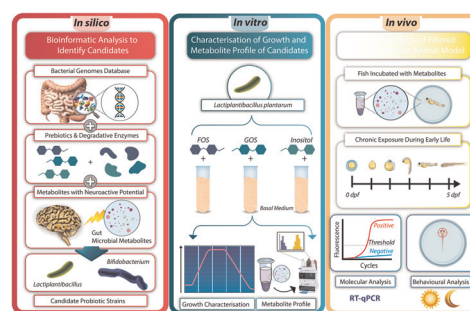 In silico
Bioinformatic Analysis to
Identify Candidates
Bacterial Genomes Database
Prebiotics & Degradative Enzymes
Metabolites with Neuroactive Potential
Gut
Microbial Metabolites
Bifidobacterium
Lactiplantibacillus
Candidate Probiotic Strains
In vitro
Characterisation of Growth and
Metabolite Profile of Candidates
Lactiplantibacillus plantarum
FOS
GOS
Inositol
+ + +
Basal Medium
Growth Characterisation
Metabolite Profile
In vivo
Model
Fish Incubated with Metabolites
Chronic Exposure During Early Life
0 dpf
5 dpf
Fluorescence
Positive
Threshold
Negative
Cycles
Molecular Analysis
RT-qPCR
Behavioural Analysis